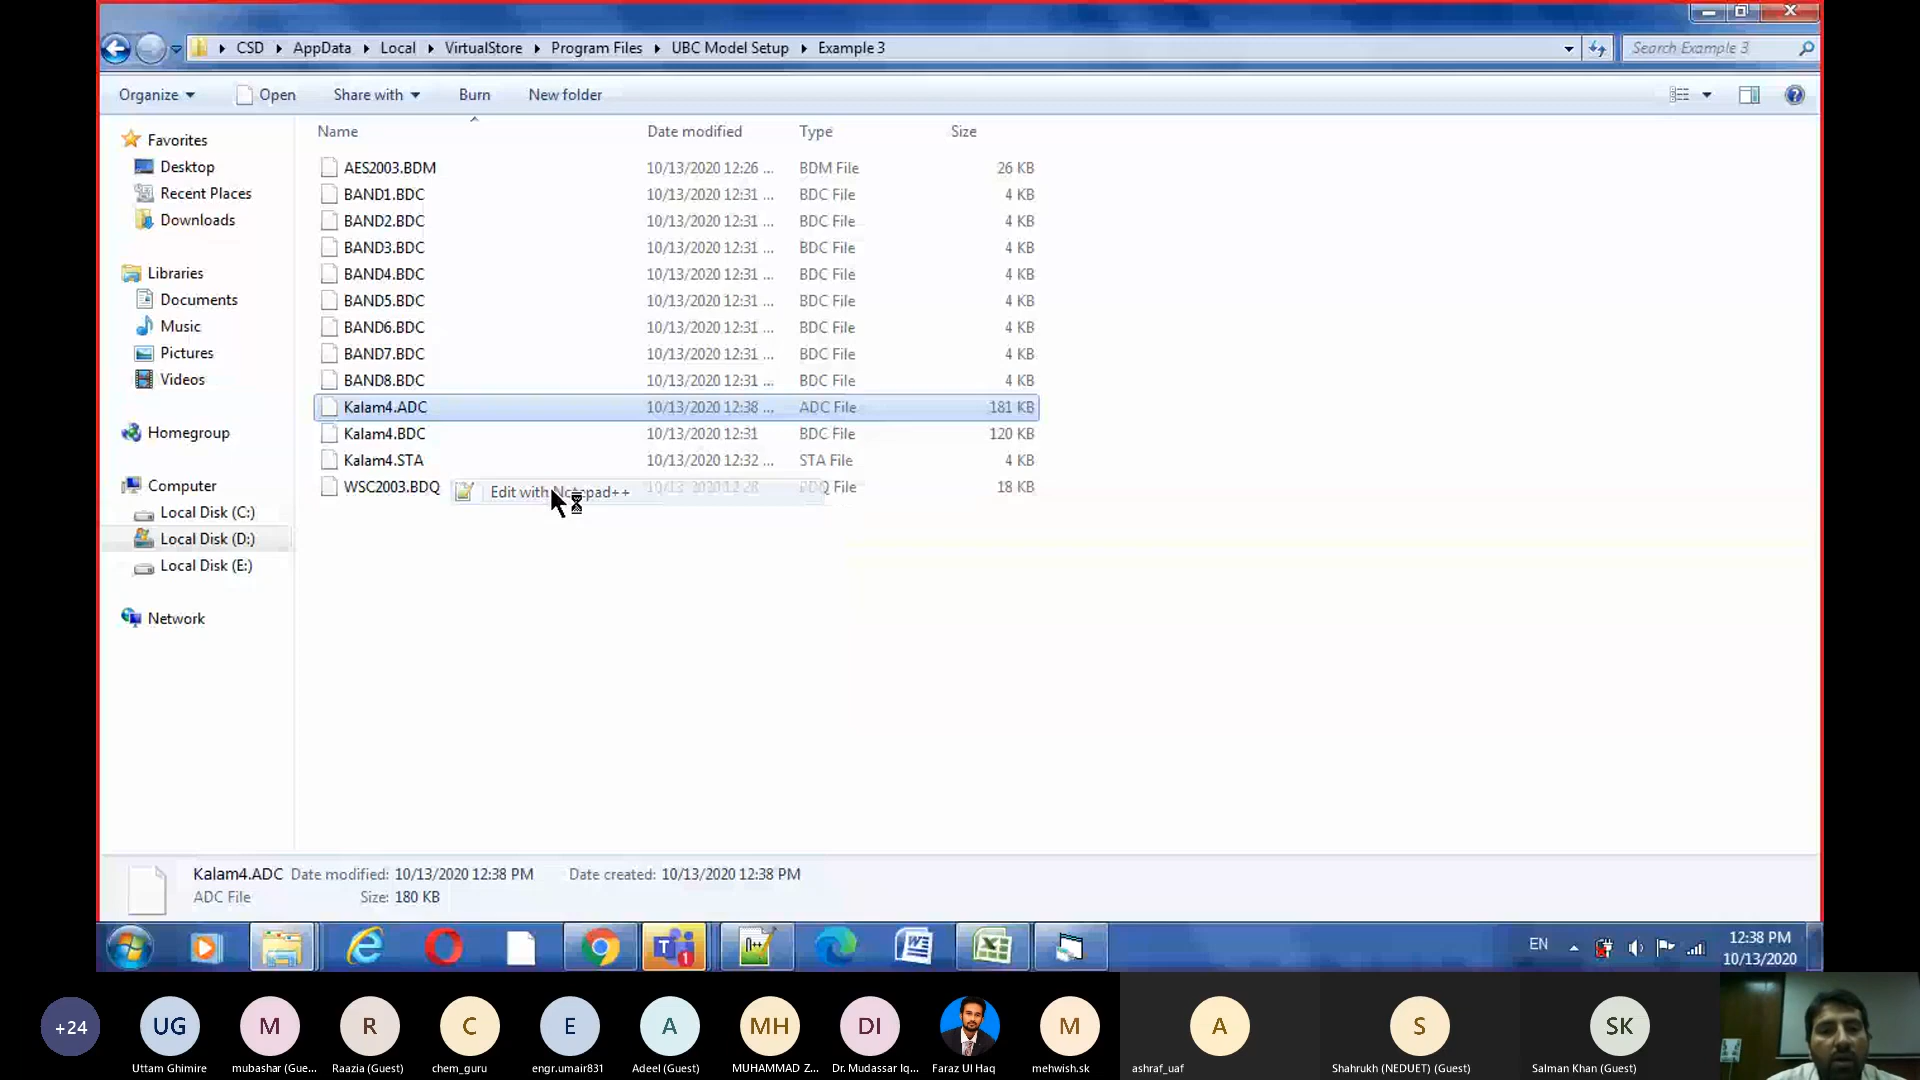 CSD AppData Local VirtualStore Program Files UBC Model Setup Example 3 Search Example 3
Organize Open Share with Burn New folder
Name Date modified Type Size
Favorites
Desktop
Recent Places
Downloads
Libraries
Documents
Music
Pictures
Videos
Homegroup
Computer
Local Disk (C:)
Local Disk (D:)
Local Disk (E:)
Network
AES2003.BDM 10/13/2020 12:26 ... BDM File 26 KB
BAND1.BDC 10/13/2020 12:31 ... BDC File 4 KB
BAND2.BDC 10/13/2020 12:31 ... BDC File 4 KB
BAND3.BDC 10/13/2020 12:31 ... BDC File 4 KB
BAND4.BDC 10/13/2020 12:31 ... BDC File 4 KB
BAND5.BDC 10/13/2020 12:31 ... BDC File 4 KB
BAND6.BDC 10/13/2020 12:31 ... BDC File 4 KB
BAND7.BDC 10/13/2020 12:31 ... BDC File 4 KB
BAND8.BDC 10/13/2020 12:31 ... BDC File 4 KB
Kalam4.ADC 10/13/2020 12:38 ... ADC File 181 KB
Kalam4.BDC 10/13/2020 12:31 BDC File 120 KB
Kalam4.STA 10/13/2020 12:32 ... STA File 4 KB
WSC2003.BDQ 10/13/2020 12:28 BDQ File 18 KB
Edit with Notepad++
Kalam4.ADC Date modified: 10/13/2020 12:38 PM Date created: 10/13/2020 12:38 PM
ADC File Size: 180 KB
EN 12:38 PM
10/13/2020
+24 UG M R C E A MH DI M A S SK
Uttam Ghimire mubashar (Gue... Raazia (Guest) chem_guru engr.umair831 Adeel (Guest) MUHAMMAD Z... Dr. Mudassar Iq... Faraz Ul Haq mehwish.sk ashraf_uaf Shahrukh (NEDUET) (Guest) Salman Khan (Guest)